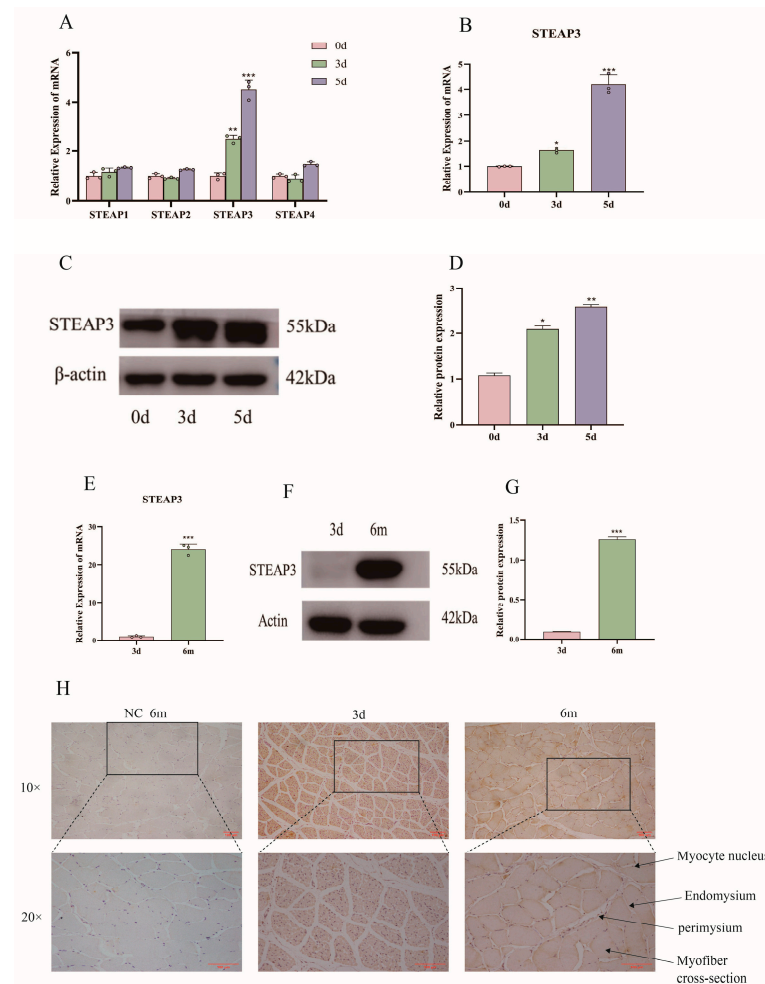 A
0d
3d
5d
Relative Expression of mRNA
6
4
2
0
**
***
STEAP1
STEAP2
STEAP3
STEAP4
B
STEAP3
Relative Expression of mRNA
5
4
3
2
1
0
*
***
0d
3d
5d
C
STEAP3
55kDa
β-actin
42kDa
0d
3d
5d
D
Relative protein expression
3
2
1
0
*
**
0d
3d
5d
E
STEAP3
Relative Expression of mRNA
30
20
10
0
***
3d
6m
F
3d
6m
STEAP3
55kDa
Actin
42kDa
G
Relative protein expression
1.5
1.0
0.5
0.0
***
3d
6m
H
NC 6m
3d
6m
10×
20×
Myocyte nucleus
Endomysium
perimysium
Myofiber
cross-section